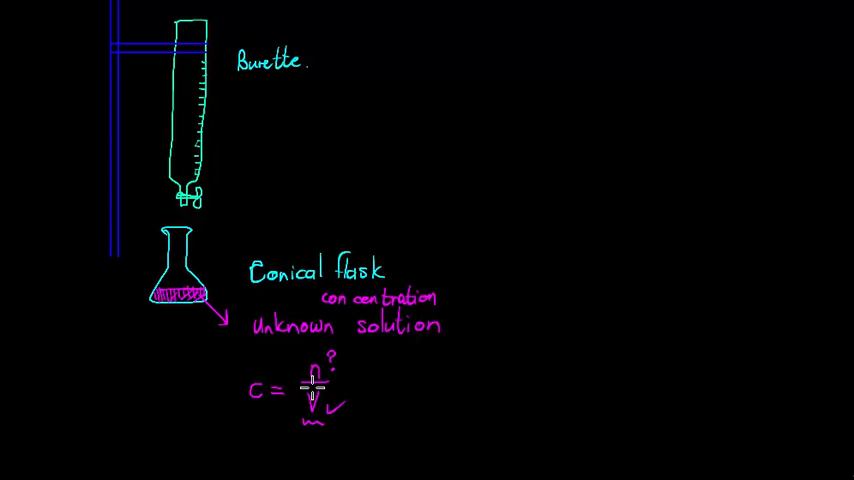 Burette.
Conical flask
concentration
unknown solution
?
n
c =
V ✓